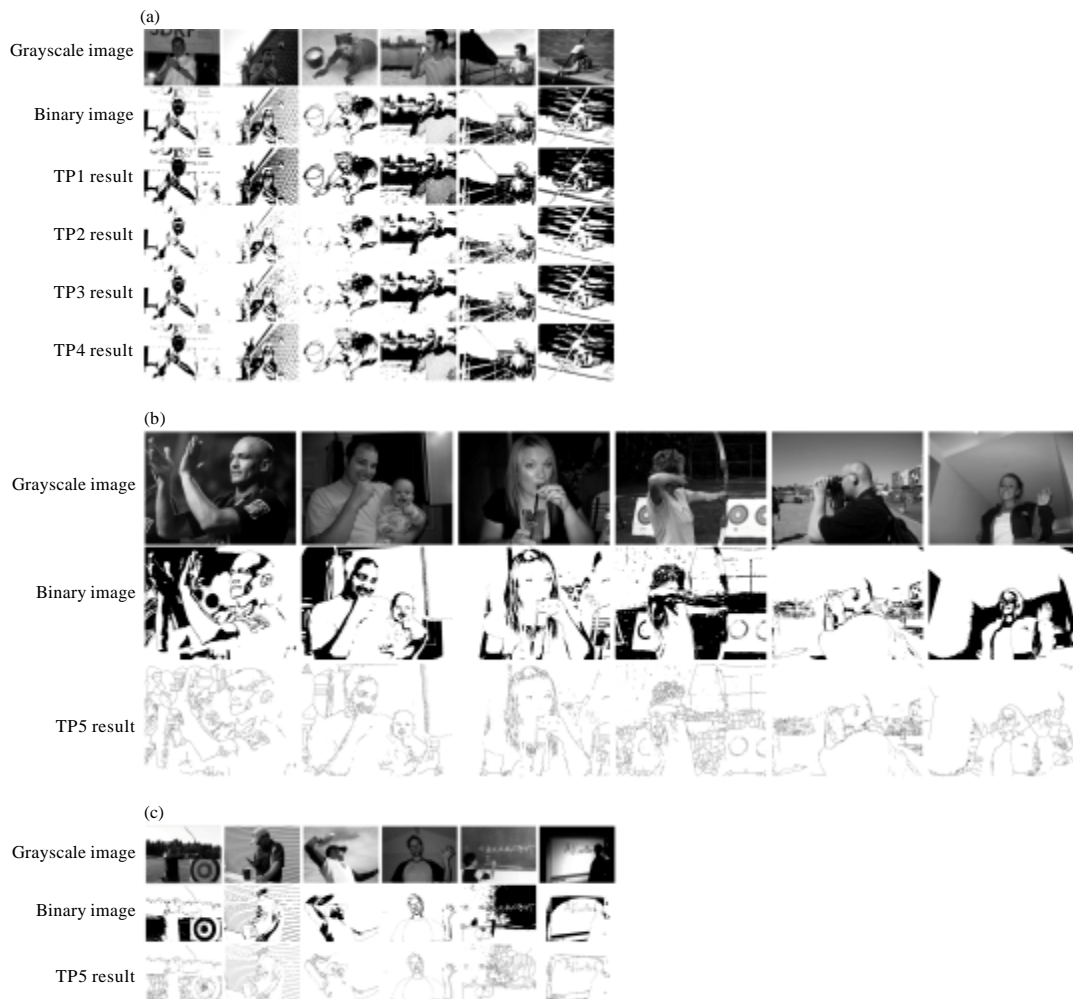 (a)
Grayscale image
Binary image
TP1 result
TP2 result
TP3 result
TP4 result
(b)
Grayscale image
Binary image
TP5 result
(c)
Grayscale image
Binary image
TP5 result